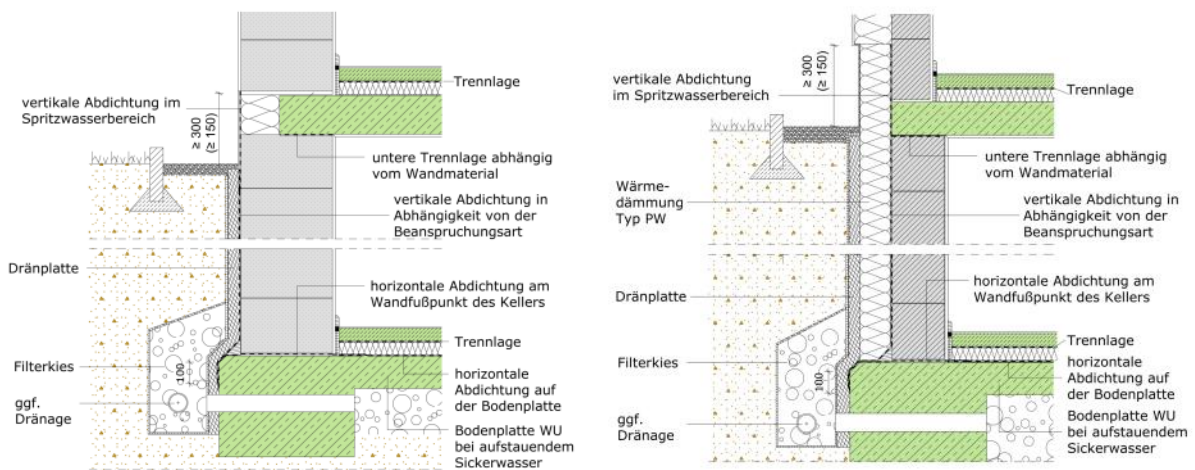 Trennlage
vertikale Abdichtung im
Spritzwasserbereich
≥ 300
(≥ 150)
untere Trennlage abhängig
vom Wandmaterial
vertikale Abdichtung in
Abhängigkeit von der
Beanspruchungsart
Dränplatte
horizontale Abdichtung am
Wandfußpunkt des Kellers
Trennlage
Filterkies
100
horizontale
Abdichtung auf
der Bodenplatte
ggf.
Dränage
Bodenplatte WU
bei aufstauendem
Sickerwasser
vertikale Abdichtung
im Spritzwasserbereich
≥ 300
(≥ 150)
Trennlage
untere Trennlage abhängig
vom Wandmaterial
Wärme-
dämmung
Typ PW
vertikale Abdichtung in
Abhängigkeit von der
Beanspruchungsart
Dränplatte
horizontale Abdichtung am
Wandfußpunkt des Kellers
Trennlage
Filterkies
100
horizontale
Abdichtung auf
der Bodenplatte
ggf.
Dränage
Bodenplatte WU
bei aufstauendem
Sickerwasser